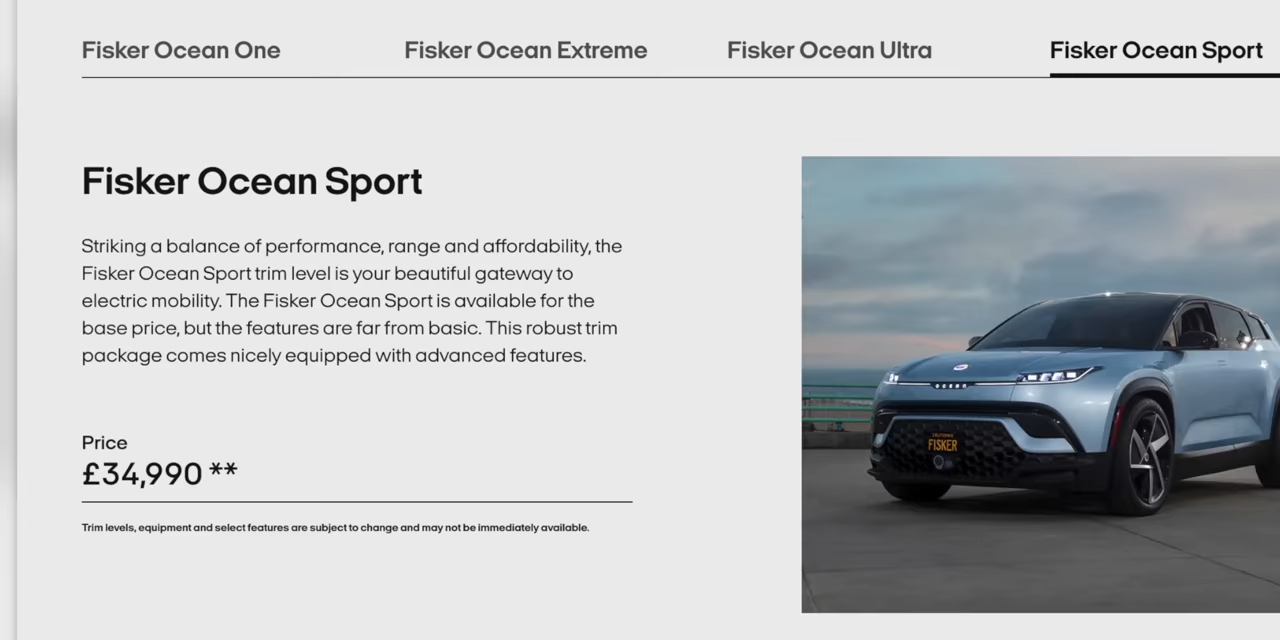 Fisker Ocean One
Fisker Ocean Extreme
Fisker Ocean Ultra
Fisker Ocean Sport
Fisker Ocean Sport
Striking a balance of performance, range and affordability, the
Fisker Ocean Sport trim level is your beautiful gateway to
electric mobility. The Fisker Ocean Sport is available for the
base price, but the features are far from basic. This robust trim
package comes nicely equipped with advanced features.
Price
£34,990 **
Trim levels, equipment and select features are subject to change and may not be immediately available.
OCEAN
CALIFORNIA
FISKER